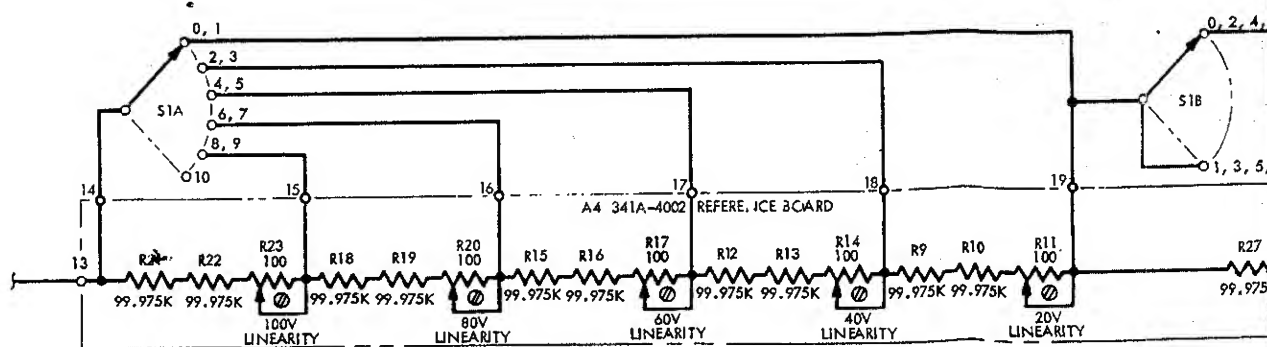 0, 1
2, 3
4, 5
6, 7
8, 9
10
S1A
0, 2, 4,
S1B
1, 3, 5,
14
15
16
17
18
19
A4 341A-4002 REFERE. ICE BOARD
13
R22
R23
100
R18
R19
R20
100
R15
R16
R17
100
R12
R13
R14
100
R9
R10
R11
100
R27
99.975K
99.975K
99.975K
99.975K
99.975K
99.975K
99.975K
99.975K
99.975K
99.975K
99.975
100V
LINEARITY
80V
LINEARITY
60V
LINEARITY
40V
LINEARITY
20V
LINEARITY